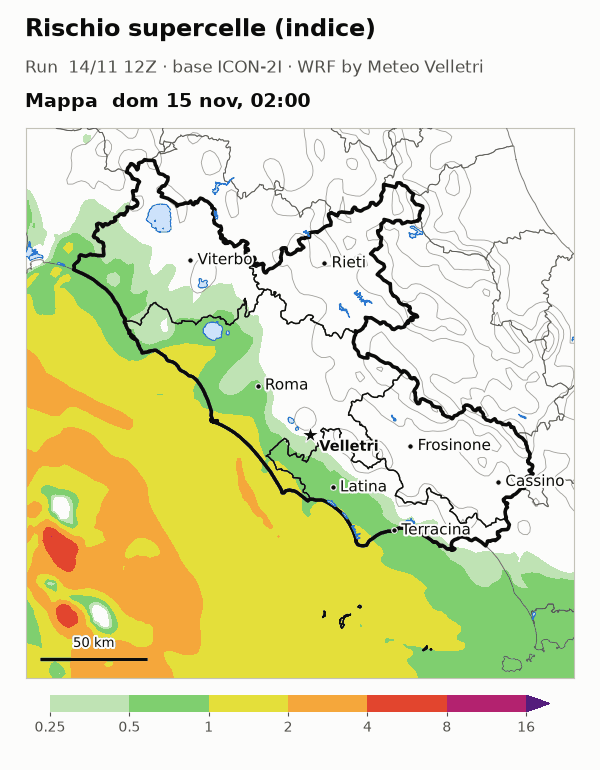 Rischio supercelle (indice)
Run 14/11 12Z · base ICON-2I · WRF by Meteo Velletri
Mappa dom 15 nov, 02:00
Viterbo
Rieti
Roma
Velletri
Frosinone
Cassino
Latina
Terracina
50 km
0.25 0.5 1 2 4 8 16